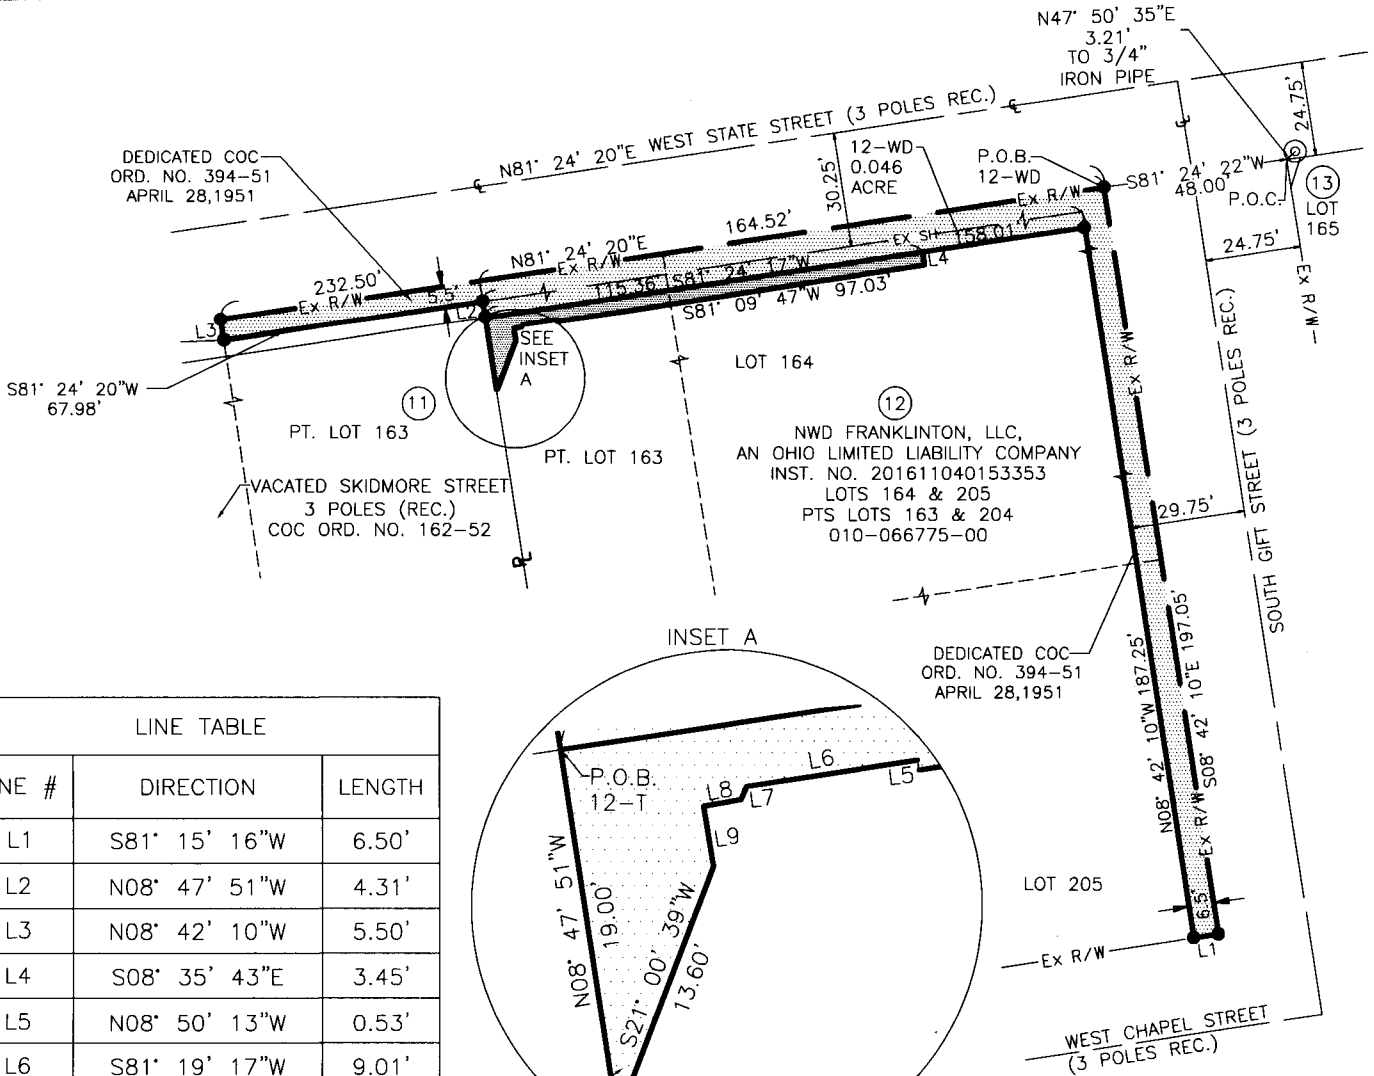 N47° 50' 35"E
3.21'
TO 3/4"
IRON PIPE
24.75'
N81° 24' 20"E WEST STATE STREET (3 POLES REC.)
DEDICATED COC
ORD. NO. 394-51
APRIL 28,1951
30.25'
12-WD
0.046
ACRE
P.O.B.
12-WD
S81° 24' 22"W
48.00'
P.O.C.
13
LOT
165
24.75'
Ex R/W
Ex R/W
164.52'
Ex SH
158.01'
N81° 24' 20"E
Ex R/W
232.50'
Ex R/W
5.5'
115.36'
S81° 24' 17"W
L4
L3
L2
S81° 09' 47"W 97.03'
SEE
INSET
A
LOT 164
S81° 24' 20"W
67.98'
11
PT. LOT 163
PT. LOT 163
12
NWD FRANKLINTON, LLC,
AN OHIO LIMITED LIABILITY COMPANY
INST. NO. 201611040153353
LOTS 164 & 205
PTS LOTS 163 & 204
010-066775-00
VACATED SKIDMORE STREET
3 POLES (REC.)
COC ORD. NO. 162-52
Ex R/W
29.75'
SOUTH GIFT STREET (3 POLES REC.)
DEDICATED COC
ORD. NO. 394-51
APRIL 28,1951
N08° 42' 10"W 187.25'
Ex R/W S08° 42' 10"E 197.05'
LOT 205
6.5'
L1
Ex R/W
WEST CHAPEL STREET
(3 POLES REC.)
INSET A
P.O.B.
12-T
L6
L5
L8
L7
L9
N08° 47' 51"W
19.00'
S21° 00' 39"W
13.60'
LINE TABLE
NE # DIRECTION LENGTH
L1 S81° 15' 16"W 6.50'
L2 N08° 47' 51"W 4.31'
L3 N08° 42' 10"W 5.50'
L4 S08° 35' 43"E 3.45'
L5 N08° 50' 13"W 0.53'
L6 S81° 19' 17"W 9.01'